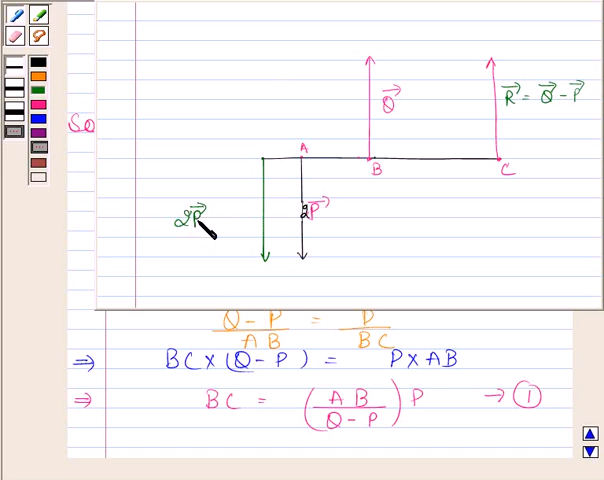 Q⃗
R⃗ = Q⃗ - P⃗
SO
A
B
C
2P⃗
2P⃗
Q - P / AB = P / BC
⇒ BC × (Q - P) = P × AB
⇒ BC = (AB / Q - P) P → ①